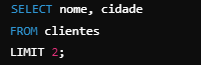 SELECT nome, cidade
FROM clientes
LIMIT 2;